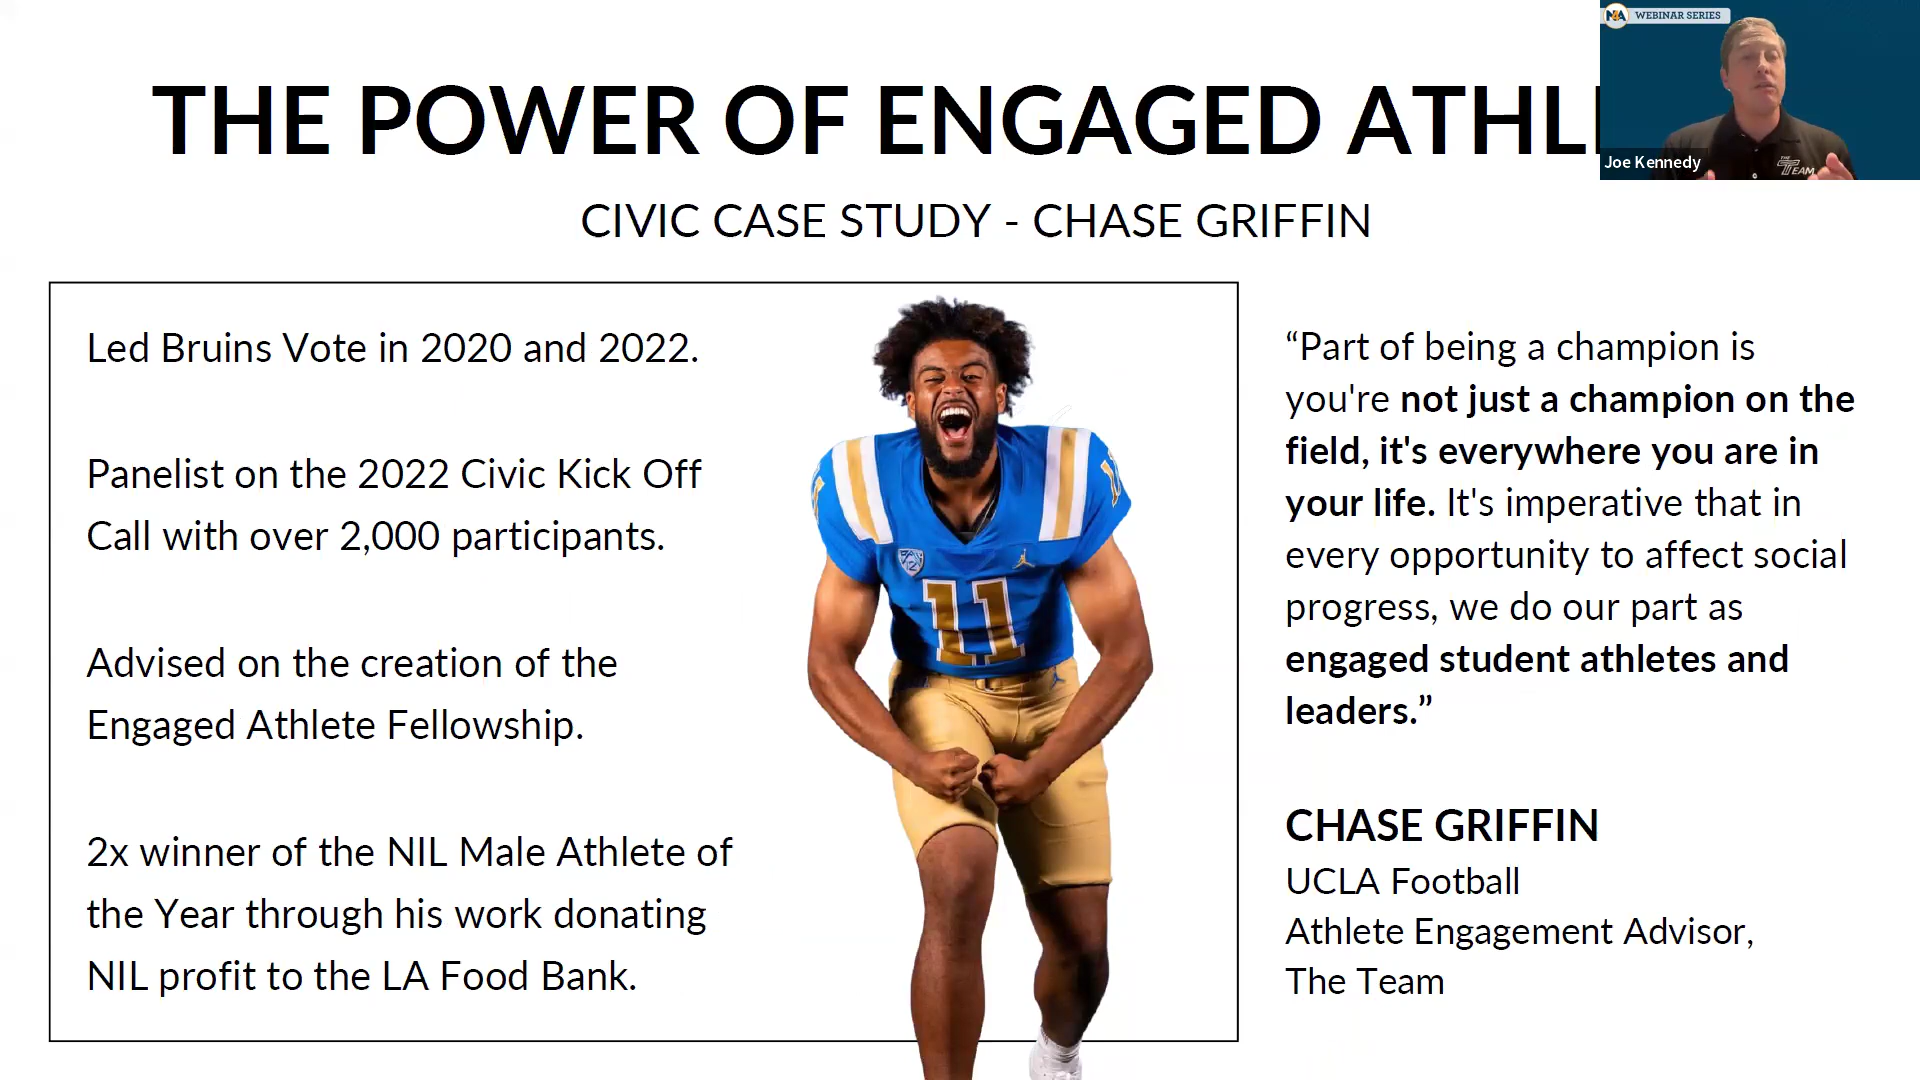 N4A WEBINAR SERIES
THE POWER OF ENGAGED ATHL
Joe Kennedy
THE TEAM
CIVIC CASE STUDY - CHASE GRIFFIN
Led Bruins Vote in 2020 and 2022.
Panelist on the 2022 Civic Kick Off
Call with over 2,000 participants.
Advised on the creation of the
Engaged Athlete Fellowship.
2x winner of the NIL Male Athlete of
the Year through his work donating
NIL profit to the LA Food Bank.
12
11
“Part of being a champion is
you're not just a champion on the
field, it's everywhere you are in
your life. It's imperative that in
every opportunity to affect social
progress, we do our part as
engaged student athletes and
leaders.”
CHASE GRIFFIN
UCLA Football
Athlete Engagement Advisor,
The Team